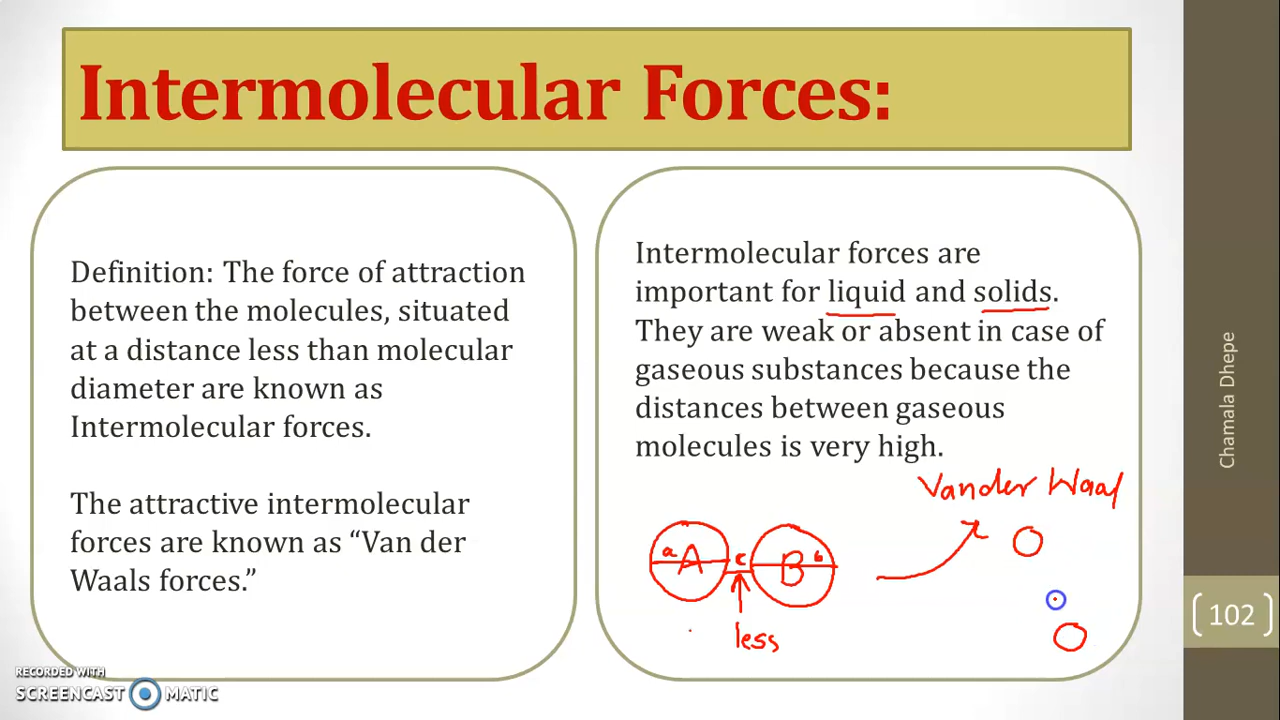 Intermolecular Forces:
Definition: The force of attraction
between the molecules, situated
at a distance less than molecular
diameter are known as
Intermolecular forces.
The attractive intermolecular
forces are known as “Van der
Waals forces.”
Intermolecular forces are
important for liquid and solids.
They are weak or absent in case of
gaseous substances because the
distances between gaseous
molecules is very high.
Vander Waal
a A c B b
less
Chamala Dhepe
102
RECORDED WITH
SCREENCAST MATIC